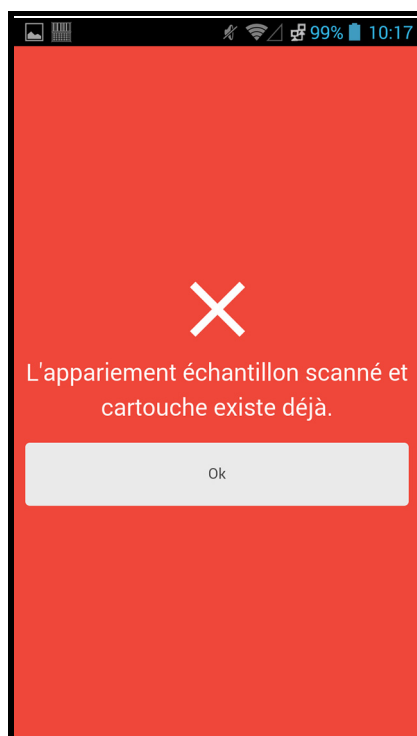 99% 10:17
L'appariement échantillon scanné et
cartouche existe déjà.
Ok